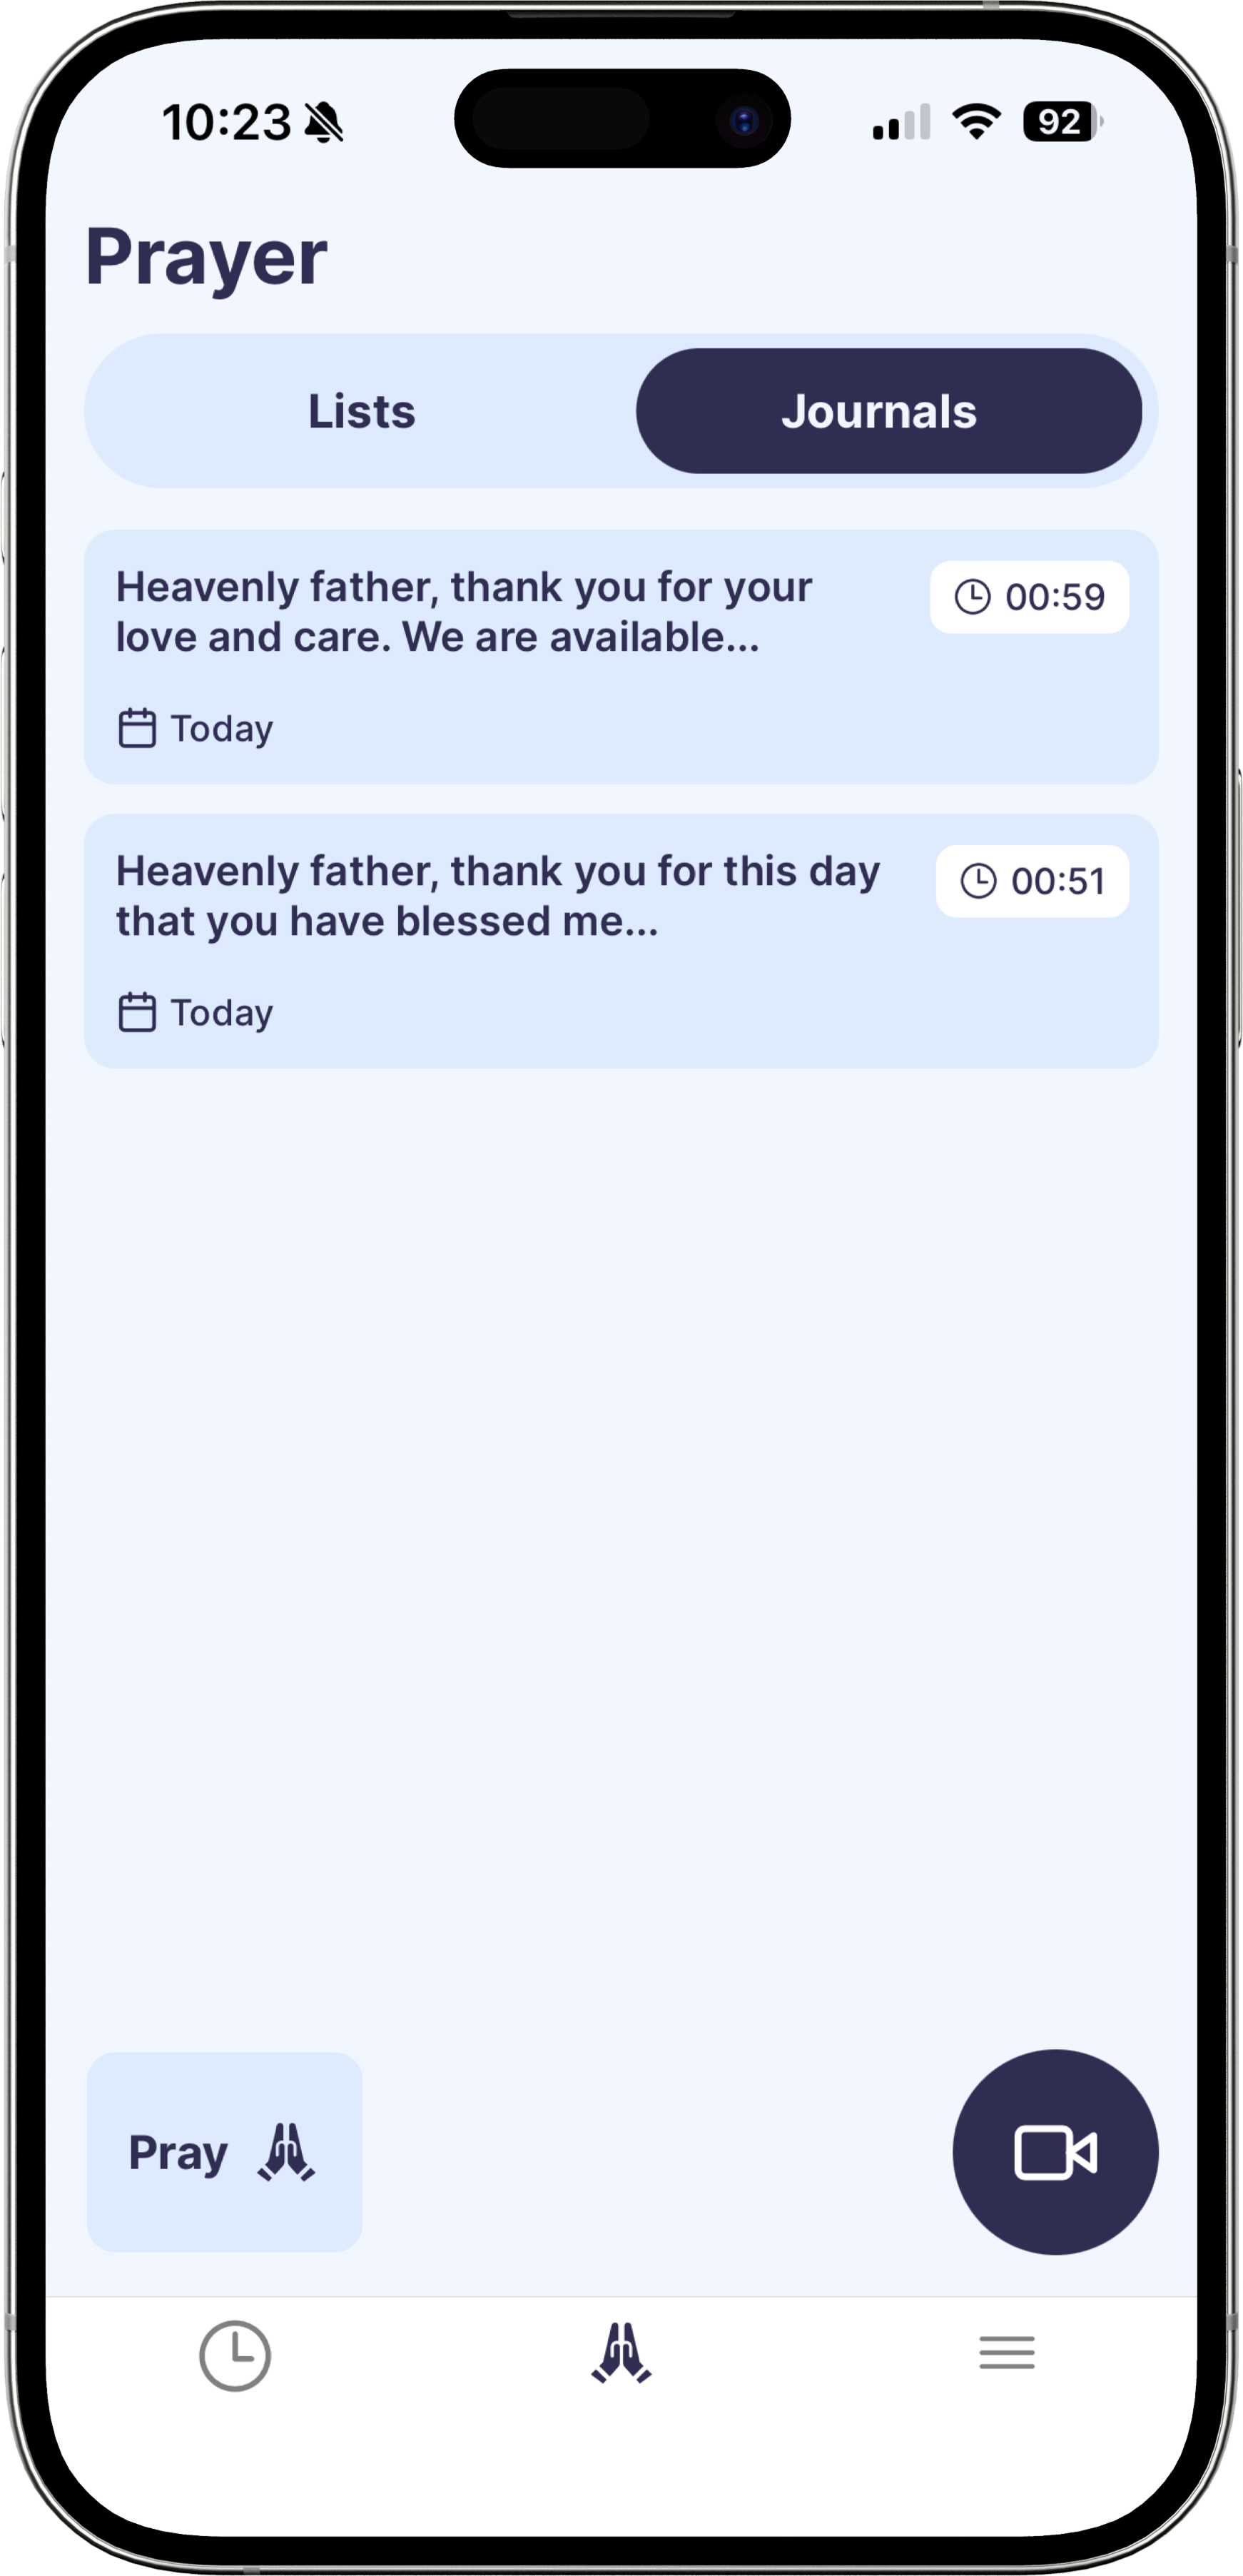 10:23
92
Prayer
Lists
Journals
Heavenly father, thank you for your
love and care. We are available...
00:59
Today
Heavenly father, thank you for this day
that you have blessed me...
00:51
Today
Pray